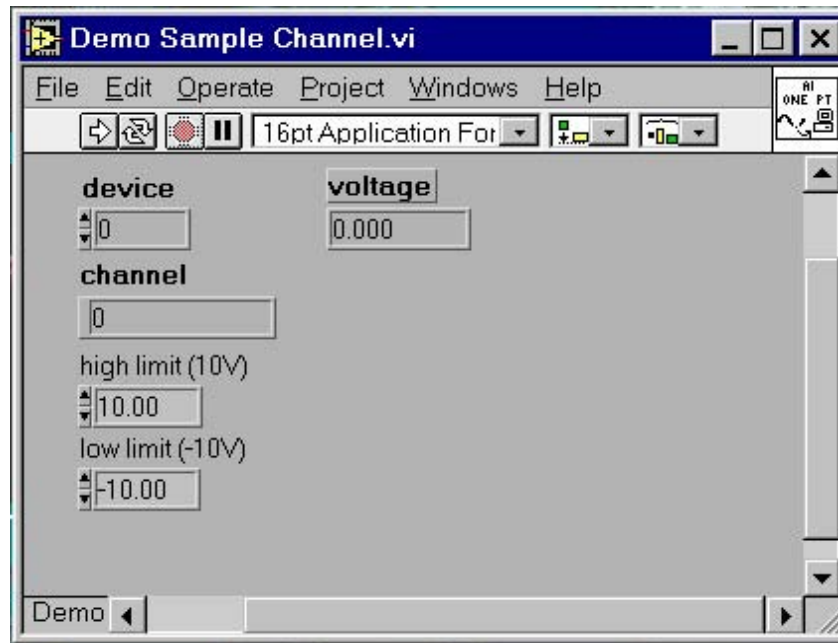 Demo Sample Channel.vi
File Edit Operate Project Windows Help
AI
ONE PT
16pt Application For
device
0
voltage
0.000
channel
0
high limit (10V)
10.00
low limit (-10V)
-10.00
Demo